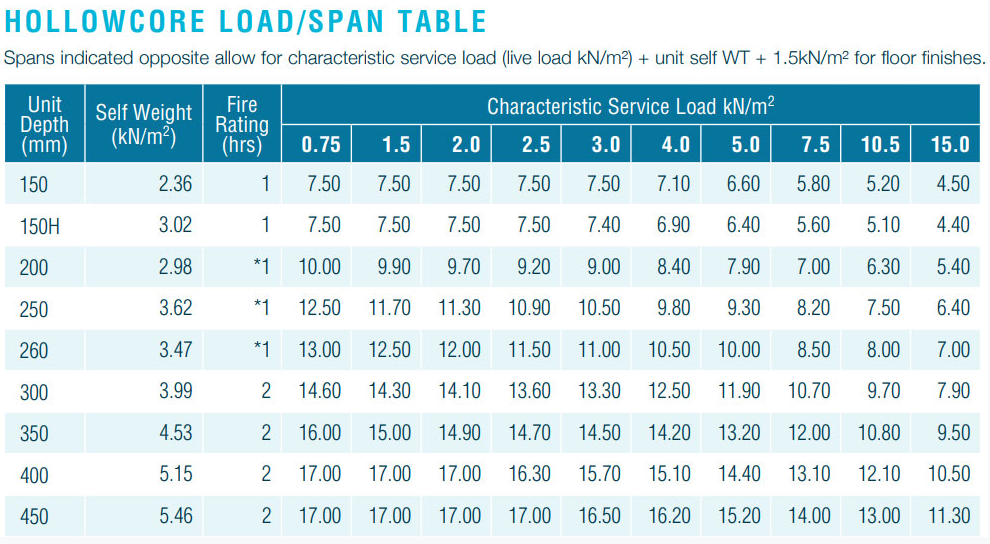 HOLLOWCORE LOAD/SPAN TABLE
Spans indicated opposite allow for characteristic service load (live load kN/m²) + unit self WT + 1.5kN/m² for floor finishes.
Unit Depth (mm) Self Weight (kN/m²) Fire Rating (hrs) Characteristic Service Load kN/m²
0.75 1.5 2.0 2.5 3.0 4.0 5.0 7.5 10.5 15.0
150 2.36 1 7.50 7.50 7.50 7.50 7.50 7.10 6.60 5.80 5.20 4.50
150H 3.02 1 7.50 7.50 7.50 7.50 7.40 6.90 6.40 5.60 5.10 4.40
200 2.98 *1 10.00 9.90 9.70 9.20 9.00 8.40 7.90 7.00 6.30 5.40
250 3.62 *1 12.50 11.70 11.30 10.90 10.50 9.80 9.30 8.20 7.50 6.40
260 3.47 *1 13.00 12.50 12.00 11.50 11.00 10.50 10.00 8.50 8.00 7.00
300 3.99 2 14.60 14.30 14.10 13.60 13.30 12.50 11.90 10.70 9.70 7.90
350 4.53 2 16.00 15.00 14.90 14.70 14.50 14.20 13.20 12.00 10.80 9.50
400 5.15 2 17.00 17.00 17.00 16.30 15.70 15.10 14.40 13.10 12.10 10.50
450 5.46 2 17.00 17.00 17.00 17.00 16.50 16.20 15.20 14.00 13.00 11.30